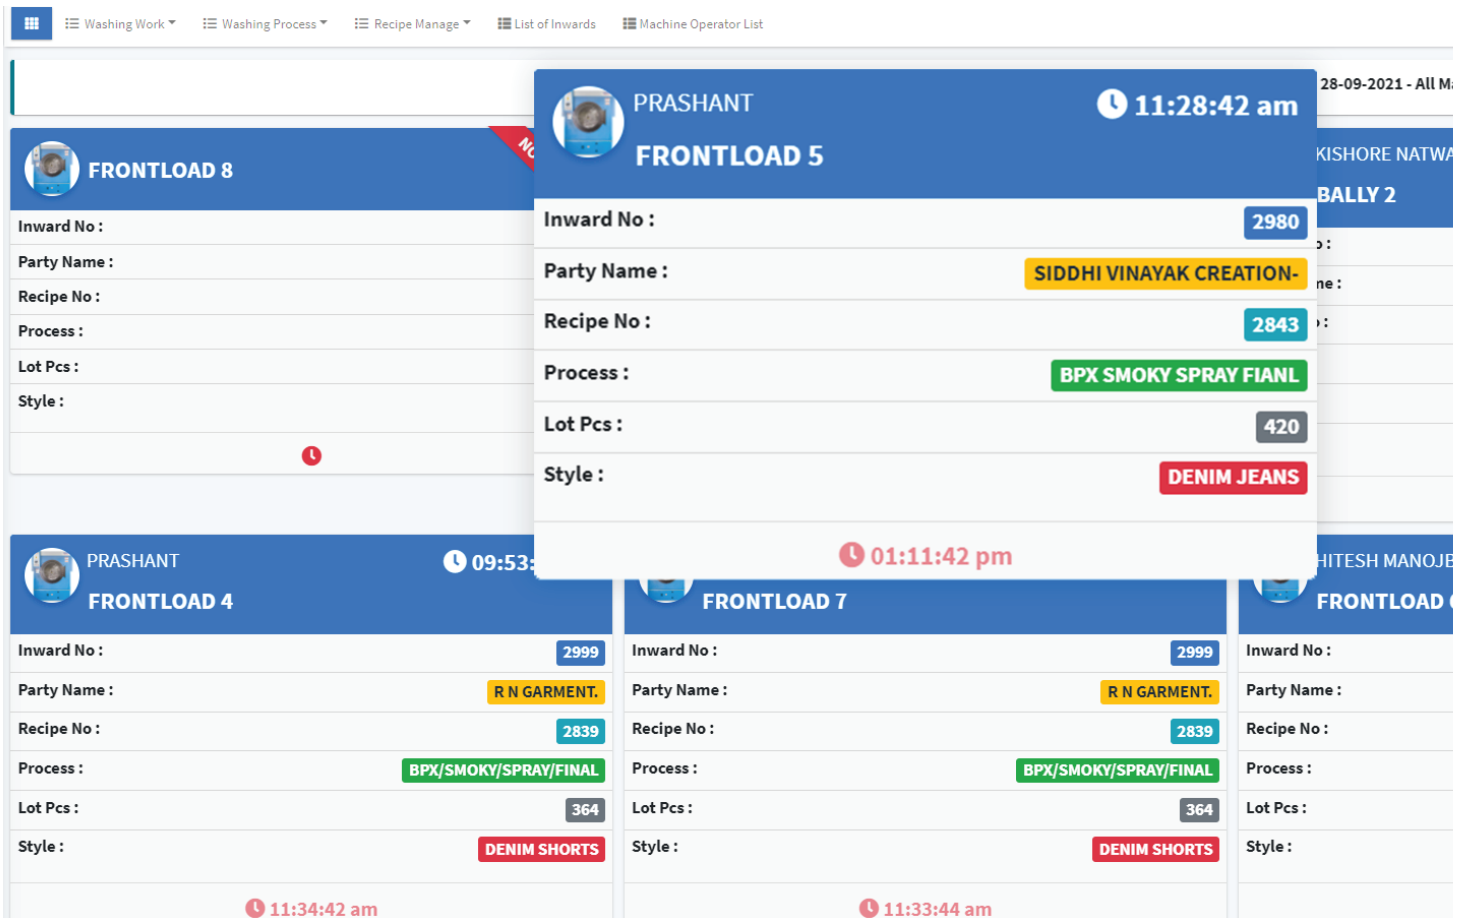 Washing Work
Washing Process
Recipe Manage
List of Inwards
Machine Operator List
28-09-2021 - All
FRONTLOAD 8
Inward No :
Party Name :
Recipe No :
Process :
Lot Pcs :
Style :
PRASHANT
11:28:42 am
FRONTLOAD 5
Inward No :
2980
Party Name :
SIDDHI VINAYAK CREATION-
Recipe No :
2843
Process :
BPX SMOKY SPRAY FIANL
Lot Pcs :
420
Style :
DENIM JEANS
01:11:42 pm
KISHORE
BALLY 2
PRASHANT
09:53:
FRONTLOAD 4
Inward No :
2999
Party Name :
R N GARMENT.
Recipe No :
2839
Process :
BPX/SMOKY/SPRAY/FINAL
Lot Pcs :
364
Style :
DENIM SHORTS
11:34:42 am
FRONTLOAD 7
Inward No :
2999
Party Name :
R N GARMENT.
Recipe No :
2839
Process :
BPX/SMOKY/SPRAY/FINAL
Lot Pcs :
364
Style :
DENIM SHORTS
11:33:44 am
HITESH
FRONTLOAD
Inward No :
Party Name :
Recipe No :
Process :
Lot Pcs :
Style :